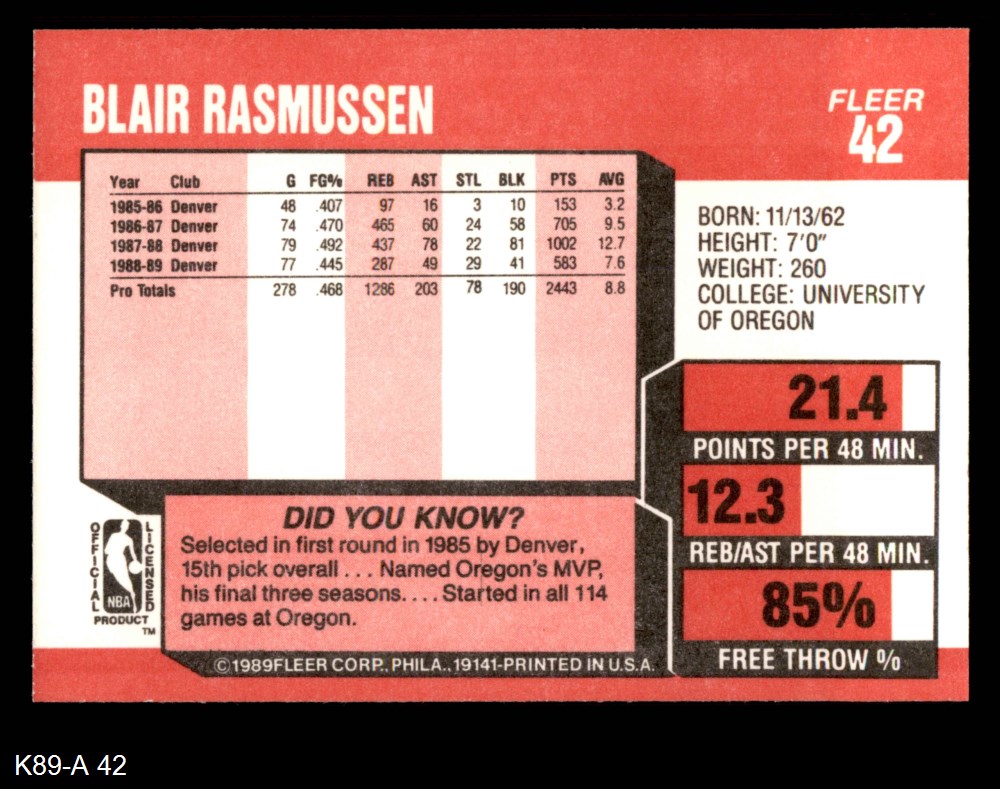 BLAIR RASMUSSEN
FLEER
42
Year Club G FG% REB AST STL BLK PTS AVG
1985-86 Denver 48 .407 97 16 3 10 153 3.2
1986-87 Denver 74 .470 465 60 24 58 705 9.5
1987-88 Denver 79 .492 437 78 22 81 1002 12.7
1988-89 Denver 77 .445 287 49 29 41 583 7.6
Pro Totals 278 .468 1286 203 78 190 2443 8.8
BORN: 11/13/62
HEIGHT: 7'0"
WEIGHT: 260
COLLEGE: UNIVERSITY
OF OREGON
21.4
POINTS PER 48 MIN.
12.3
REB/AST PER 48 MIN.
85%
FREE THROW %
DID YOU KNOW?
Selected in first round in 1985 by Denver,
15th pick overall . . . Named Oregon's MVP,
his final three seasons. . . . Started in all 114
games at Oregon.
OFFICIAL
NBA
LICENSED
PRODUCT
TM
©1989FLEER CORP., PHILA., 19141-PRINTED IN U.S.A.
K89-A 42